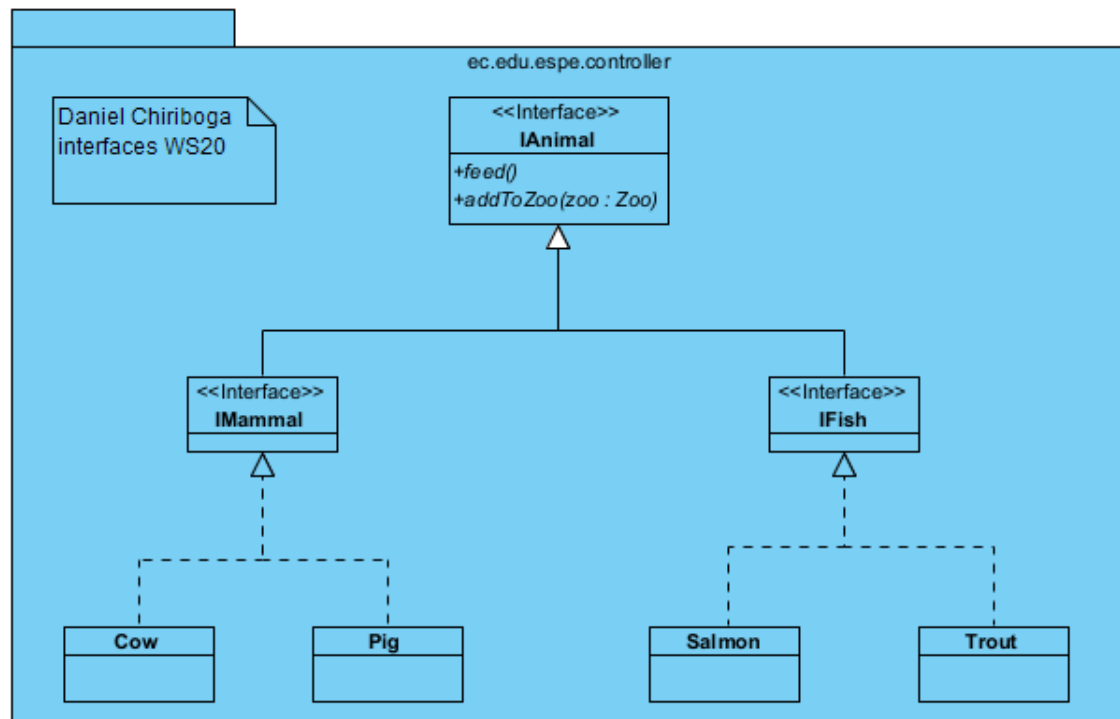 ec.edu.espe.controller
Daniel Chiriboga
interfaces WS20
<<Interface>>
IAnimal
+feed()
+addToZoo(zoo : Zoo)
<<Interface>>
IMammal
<<Interface>>
IFish
Cow
Pig
Salmon
Trout